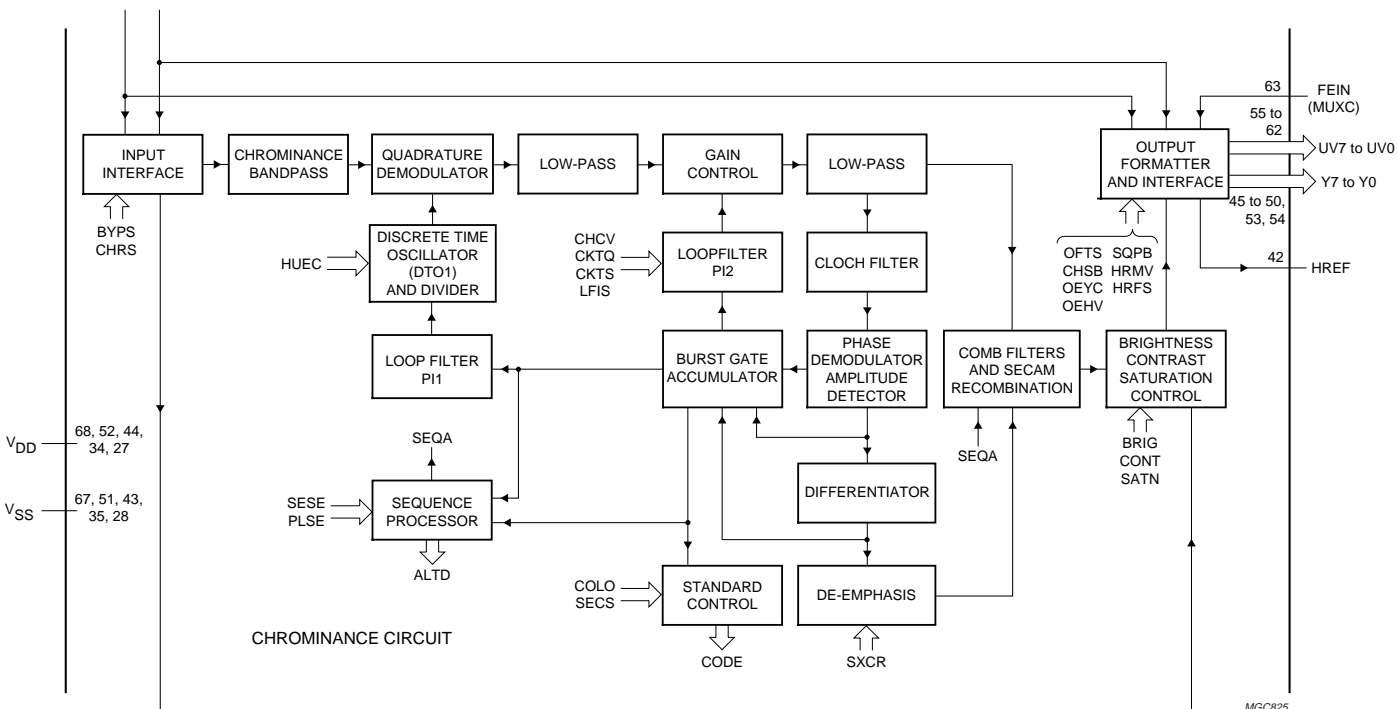 63
FEIN
(MUXC)
55 to
62
UV7 to UV0
Y7 to Y0
45 to 50,
53, 54
42
HREF
INPUT
INTERFACE
CHROMINANCE
BANDPASS
QUADRATURE
DEMODULATOR
LOW-PASS
GAIN
CONTROL
LOW-PASS
OUTPUT
FORMATTER
AND INTERFACE
BYPS
CHRS
HUEC
DISCRETE TIME
OSCILLATOR
(DTO1)
AND DIVIDER
CHCV
CKTQ
CKTS
LFIS
LOOPFILTER
PI2
CLOCH FILTER
OFTS SQPB
CHSB HRMV
OEYC HRFS
OEHV
LOOP FILTER
PI1
BURST GATE
ACCUMULATOR
PHASE
DEMODULATOR
AMPLITUDE
DETECTOR
COMB FILTERS
AND SECAM
RECOMBINATION
BRIGHTNESS
CONTRAST
SATURATION
CONTROL
VDD
68, 52, 44,
34, 27
VSS
67, 51, 43,
35, 28
SEQA
SESE
PLSE
SEQUENCE
PROCESSOR
ALTD
DIFFERENTIATOR
SEQA
BRIG
CONT
SATN
COLO
SECS
STANDARD
CONTROL
CODE
DE-EMPHASIS
SXCR
CHROMINANCE CIRCUIT
MGC825